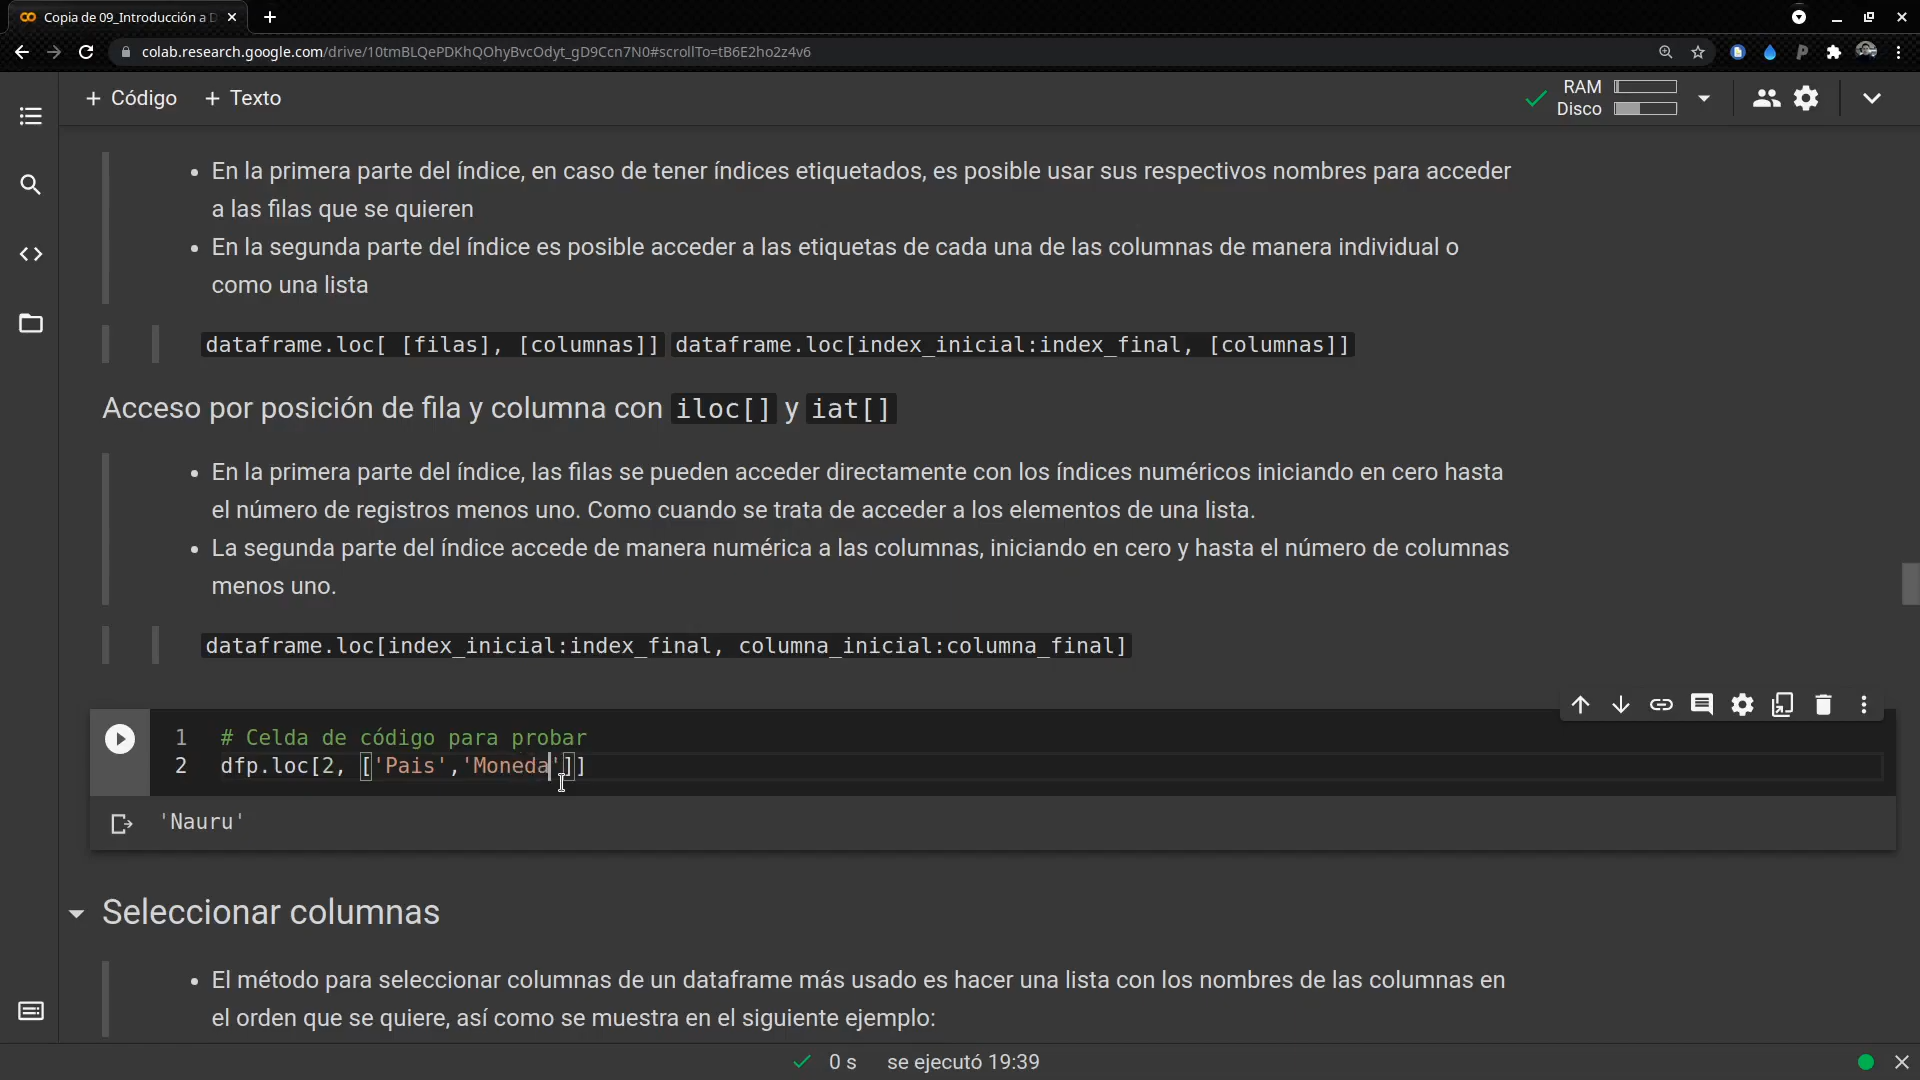 Copia de 09_Introducción a D
colab.research.google.com/drive/10tmBLQePDKhQOhyBvcOdyt_gD9Ccn7N0#scrollTo=tB6E2ho2z4v6
+ Código + Texto
RAM
Disco
• En la primera parte del índice, en caso de tener índices etiquetados, es posible usar sus respectivos nombres para acceder
a las filas que se quieren
• En la segunda parte del índice es posible acceder a las etiquetas de cada una de las columnas de manera individual o
como una lista
dataframe.loc[ [filas], [columnas]] dataframe.loc[index_inicial:index_final, [columnas]]
Acceso por posición de fila y columna con iloc[] y iat[]
• En la primera parte del índice, las filas se pueden acceder directamente con los índices numéricos iniciando en cero hasta
el número de registros menos uno. Como cuando se trata de acceder a los elementos de una lista.
• La segunda parte del índice accede de manera numérica a las columnas, iniciando en cero y hasta el número de columnas
menos uno.
dataframe.loc[index_inicial:index_final, columna_inicial:columna_final]
1 # Celda de código para probar
2 dfp.loc[2, ['Pais','Moneda']]
'Nauru'
Seleccionar columnas
• El método para seleccionar columnas de un dataframe más usado es hacer una lista con los nombres de las columnas en
el orden que se quiere, así como se muestra en el siguiente ejemplo:
0 s se ejecutó 19:39